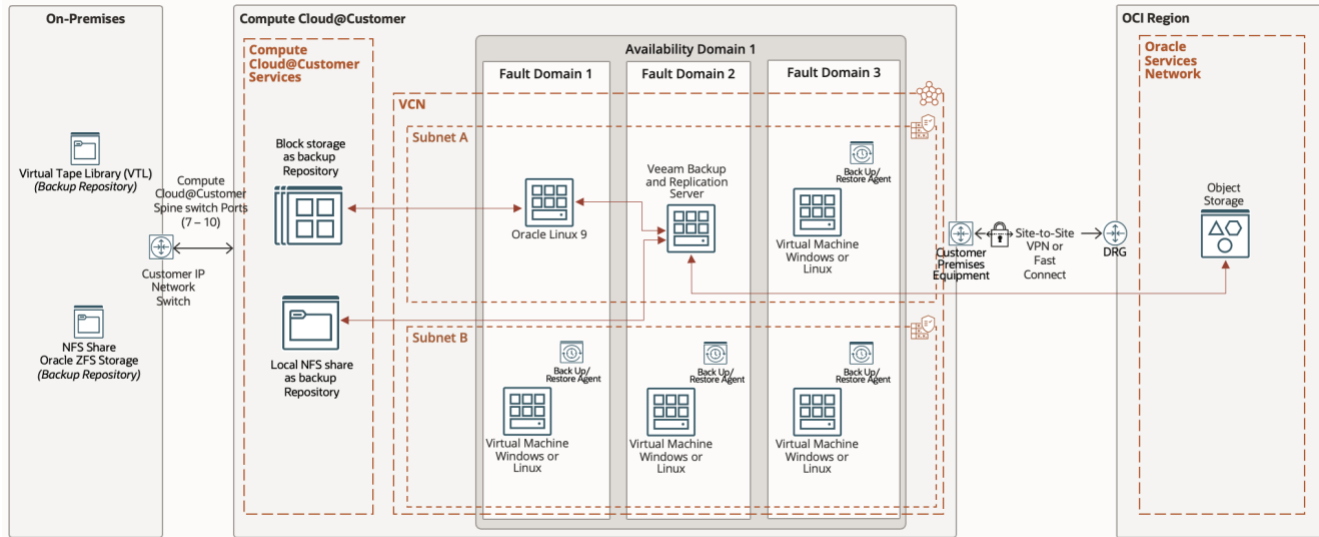 On-Premises
Virtual Tape Library (VTL)
(Backup Repository)
NFS Share
Oracle ZFS Storage
(Backup Repository)
Compute
Cloud@Customer
Spine switch Ports
(7 – 10)
Customer IP
Network
Switch
Compute Cloud@Customer
Compute
Cloud@Customer
Services
Block storage
as backup
Repository
Local NFS share
as backup
Repository
Availability Domain 1
Fault Domain 1
Fault Domain 2
Fault Domain 3
VCN
Subnet A
Oracle Linux 9
Veeam Backup
and Replication
Server
Back Up/
Restore Agent
Virtual Machine
Windows or
Linux
Subnet B
Back Up/
Restore Agent
Virtual Machine
Windows or
Linux
Back Up/
Restore Agent
Virtual Machine
Windows or
Linux
Back Up/
Restore Agent
Virtual Machine
Windows or
Linux
Customer
Premises
Equipment
Site-to-Site
VPN or
Fast
Connect
DRG
OCI Region
Oracle
Services
Network
Object
Storage